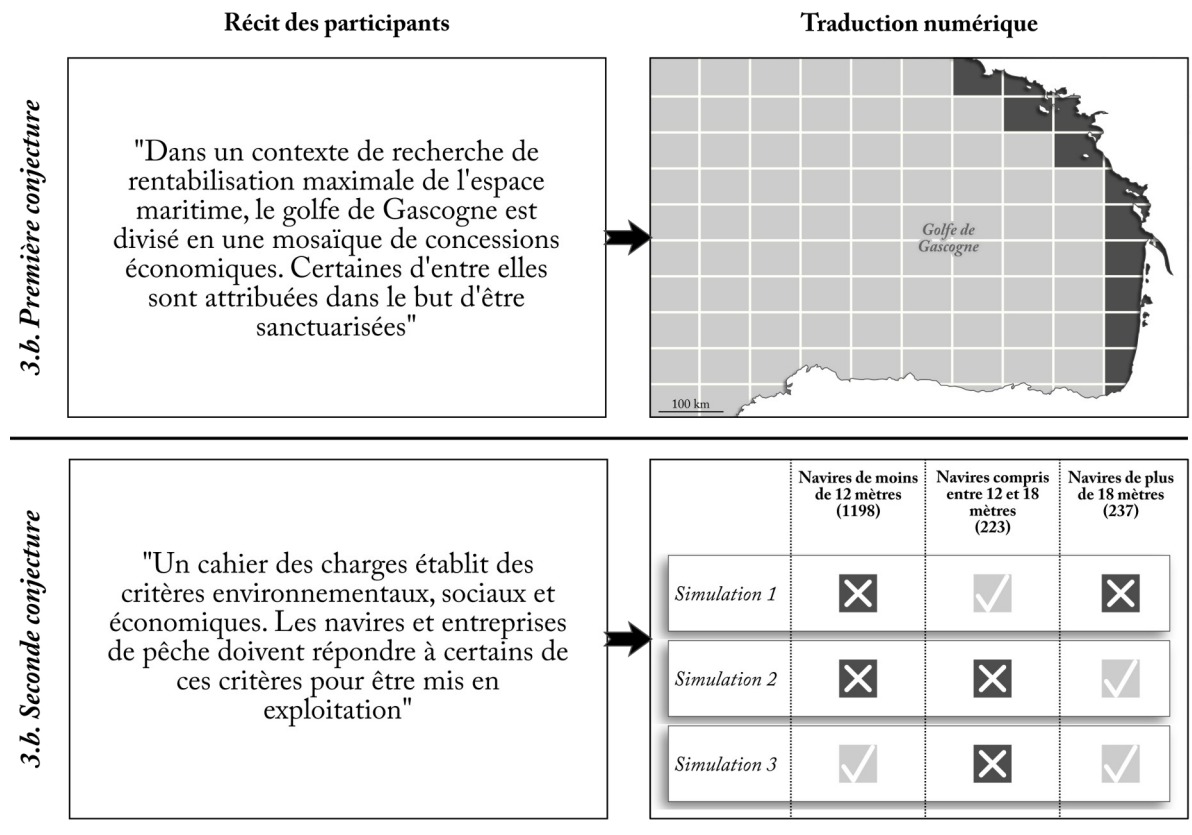 Récit des participants
Traduction numérique
3.b. Première conjecture
"Dans un contexte de recherche de
rentabilisation maximale de l'espace
maritime, le golfe de Gascogne est
divisé en une mosaïque de concessions
économiques. Certaines d'entre elles
sont attribuées dans le but d'être
sanctuarisées"
Golfe de
Gascogne
100 km
3.b. Seconde conjecture
"Un cahier des charges établit des
critères environnementaux, sociaux et
économiques. Les navires et entreprises
de pêche doivent répondre à certains de
ces critères pour être mis en
exploitation"
Navires de moins
de 12 mètres
(1198)
Navires compris
entre 12 et 18
mètres
(223)
Navires de plus
de 18 mètre
(237)
Simulation 1
Simulation 2
Simulation 3